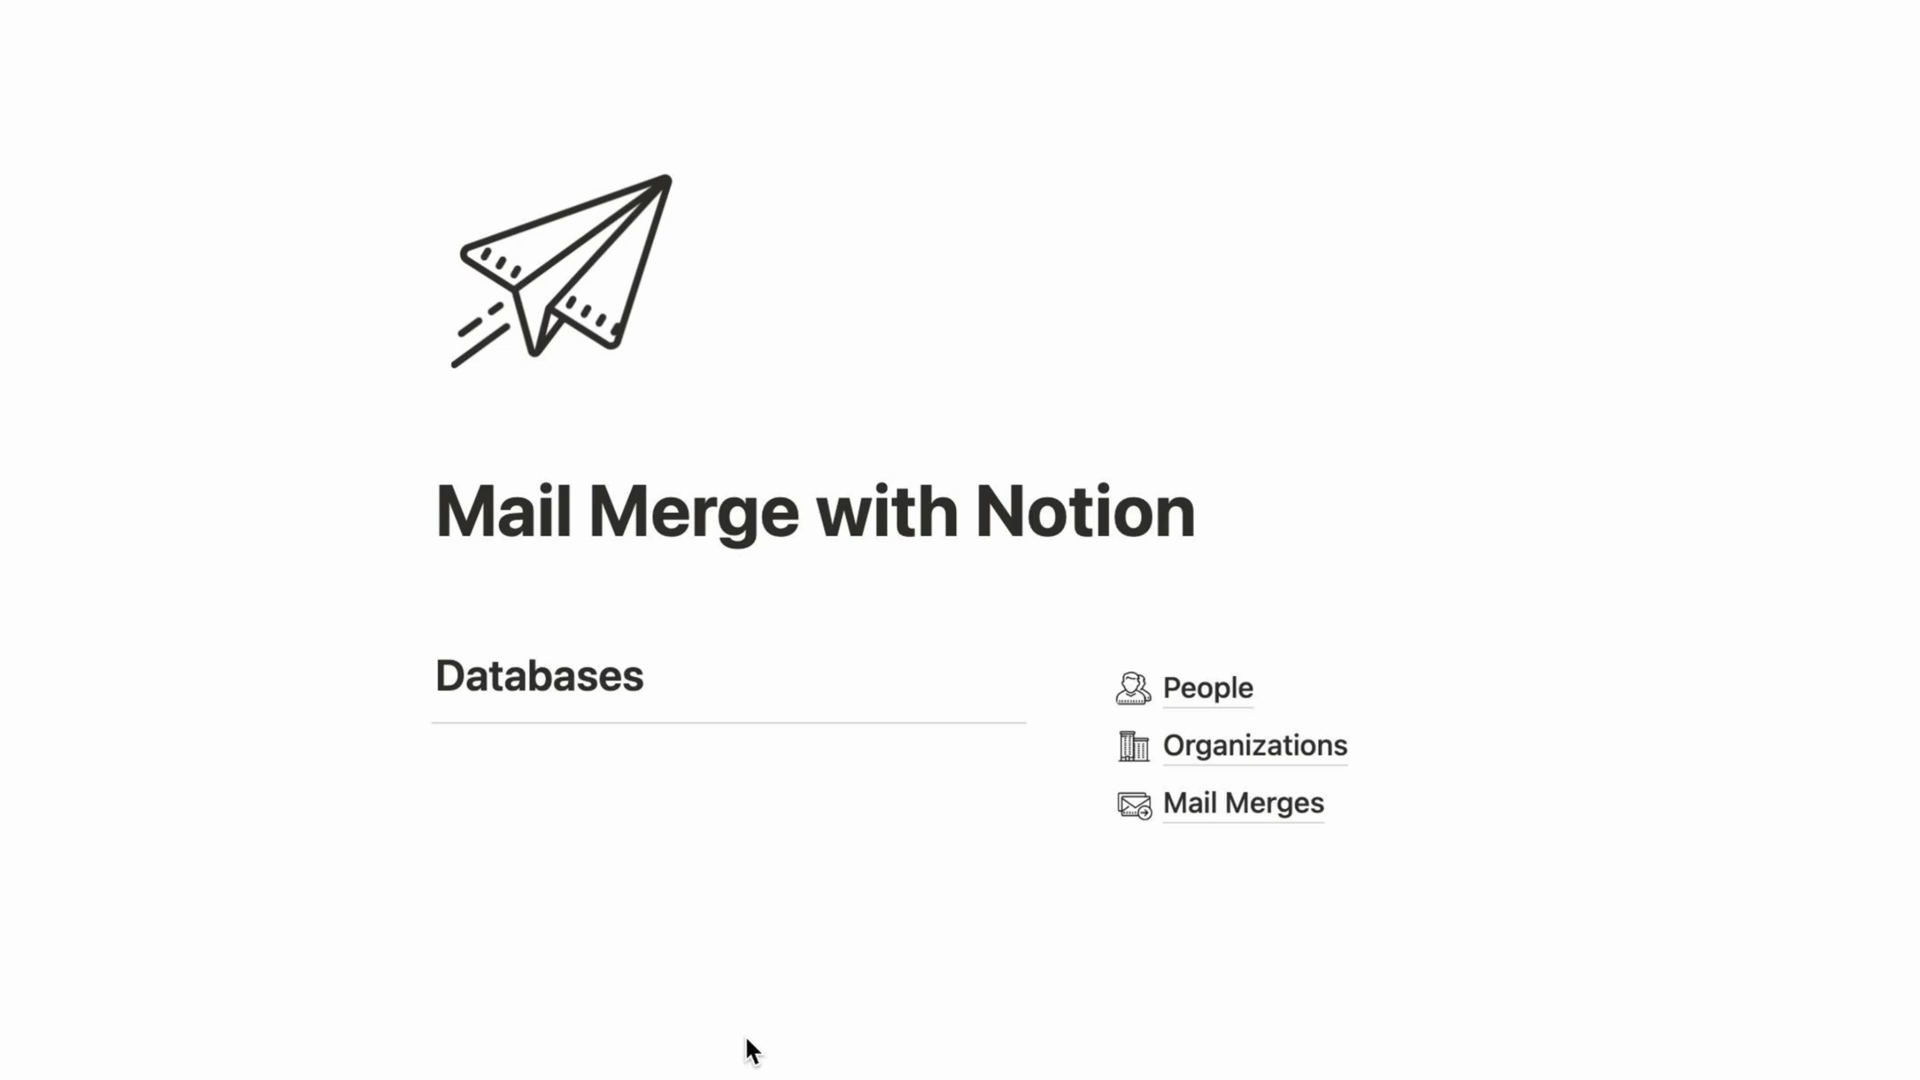 Mail Merge with Notion
Databases
People
Organizations
Mail Merges